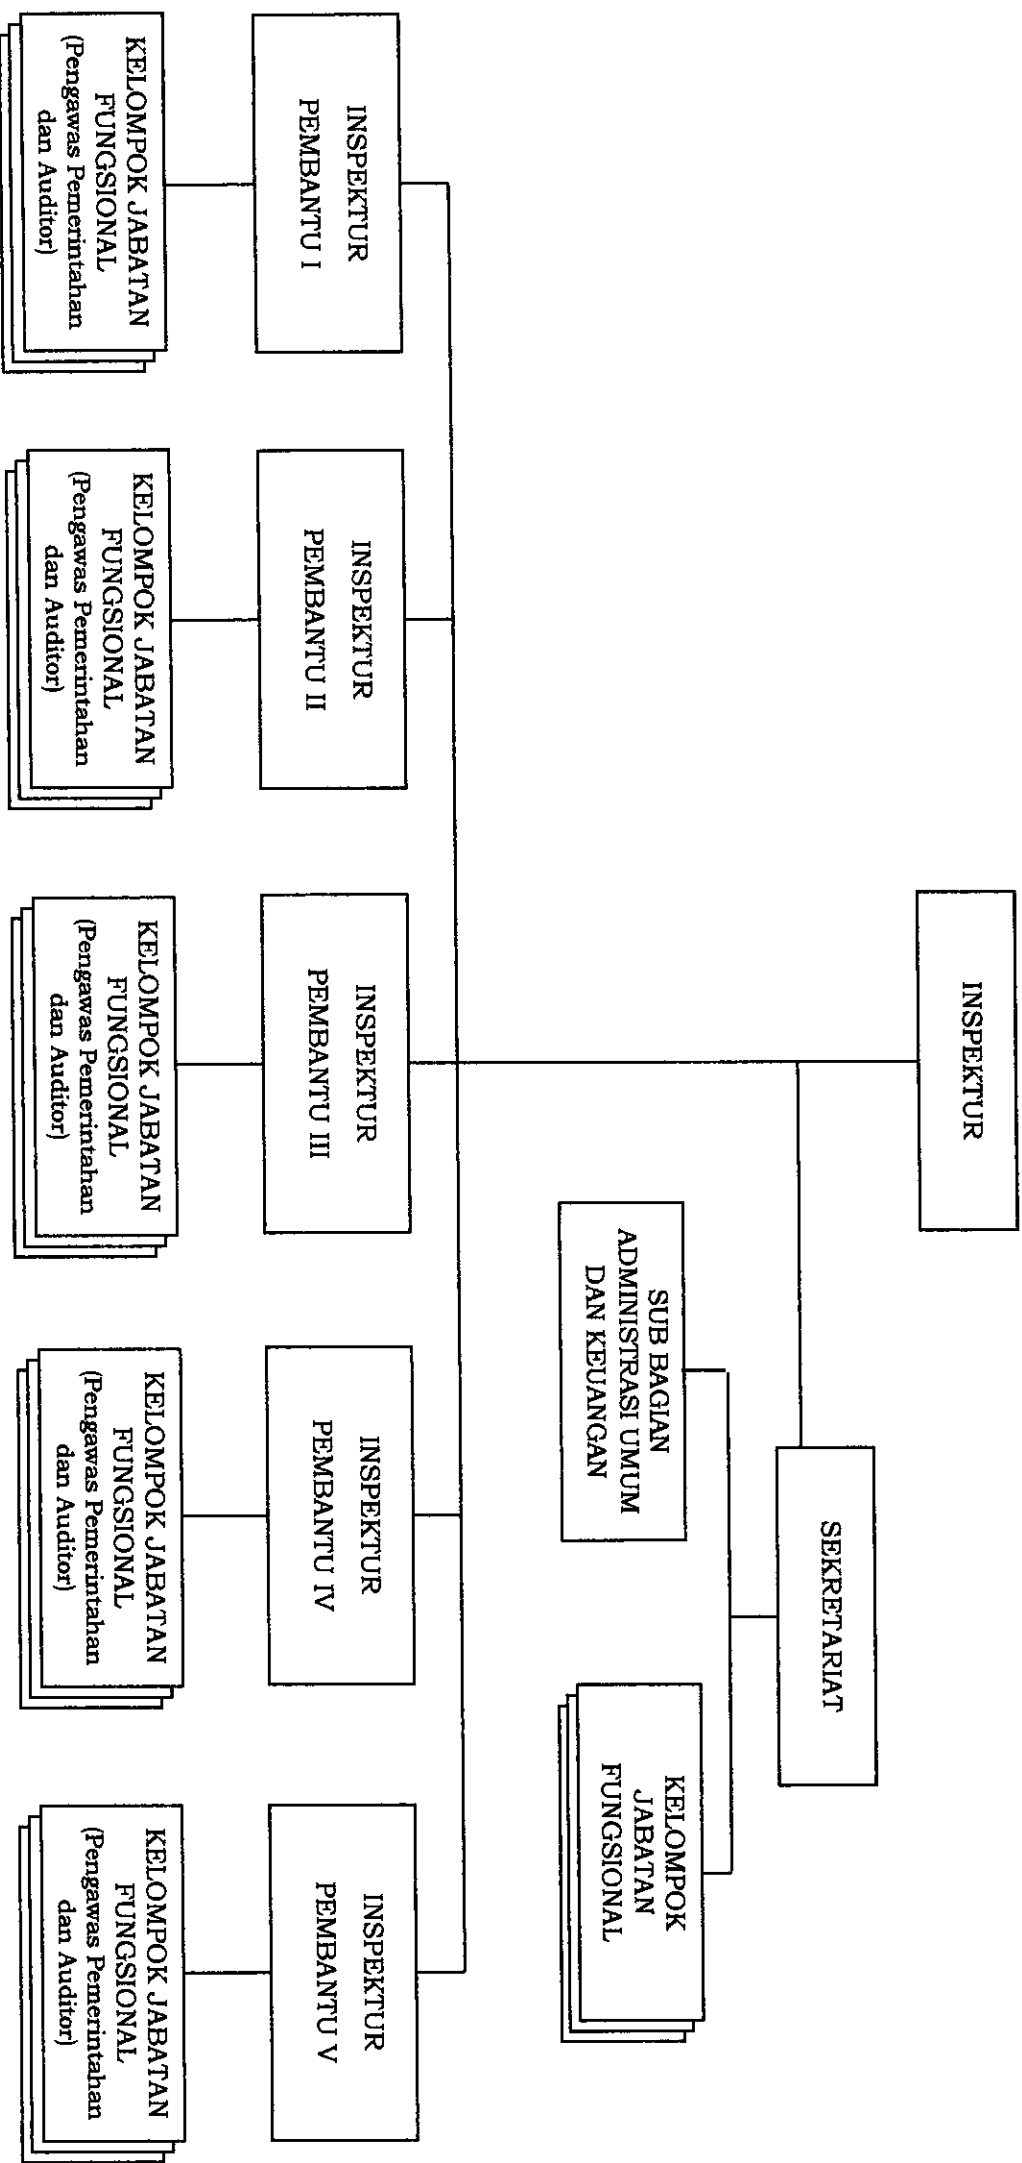 INSPEKTUR
SEKRETARIAT
SUB BAGIAN
ADMINISTRASI UMUM
DAN KEUANGAN
KELOMPOK
JABATAN
FUNGSIONAL
INSPEKTUR
PEMBANTU I
INSPEKTUR
PEMBANTU II
INSPEKTUR
PEMBANTU III
INSPEKTUR
PEMBANTU IV
INSPEKTUR
PEMBANTU V
KELOMPOK JABATAN
FUNGSIONAL
(Pengawas Pemerintahan
dan Auditor)
KELOMPOK JABATAN
FUNGSIONAL
(Pengawas Pemerintahan
dan Auditor)
KELOMPOK JABATAN
FUNGSIONAL
(Pengawas Pemerintahan
dan Auditor)
KELOMPOK JABATAN
FUNGSIONAL
(Pengawas Pemerintahan
dan Auditor)
KELOMPOK JABATAN
FUNGSIONAL
(Pengawas Pemerintahan
dan Auditor)